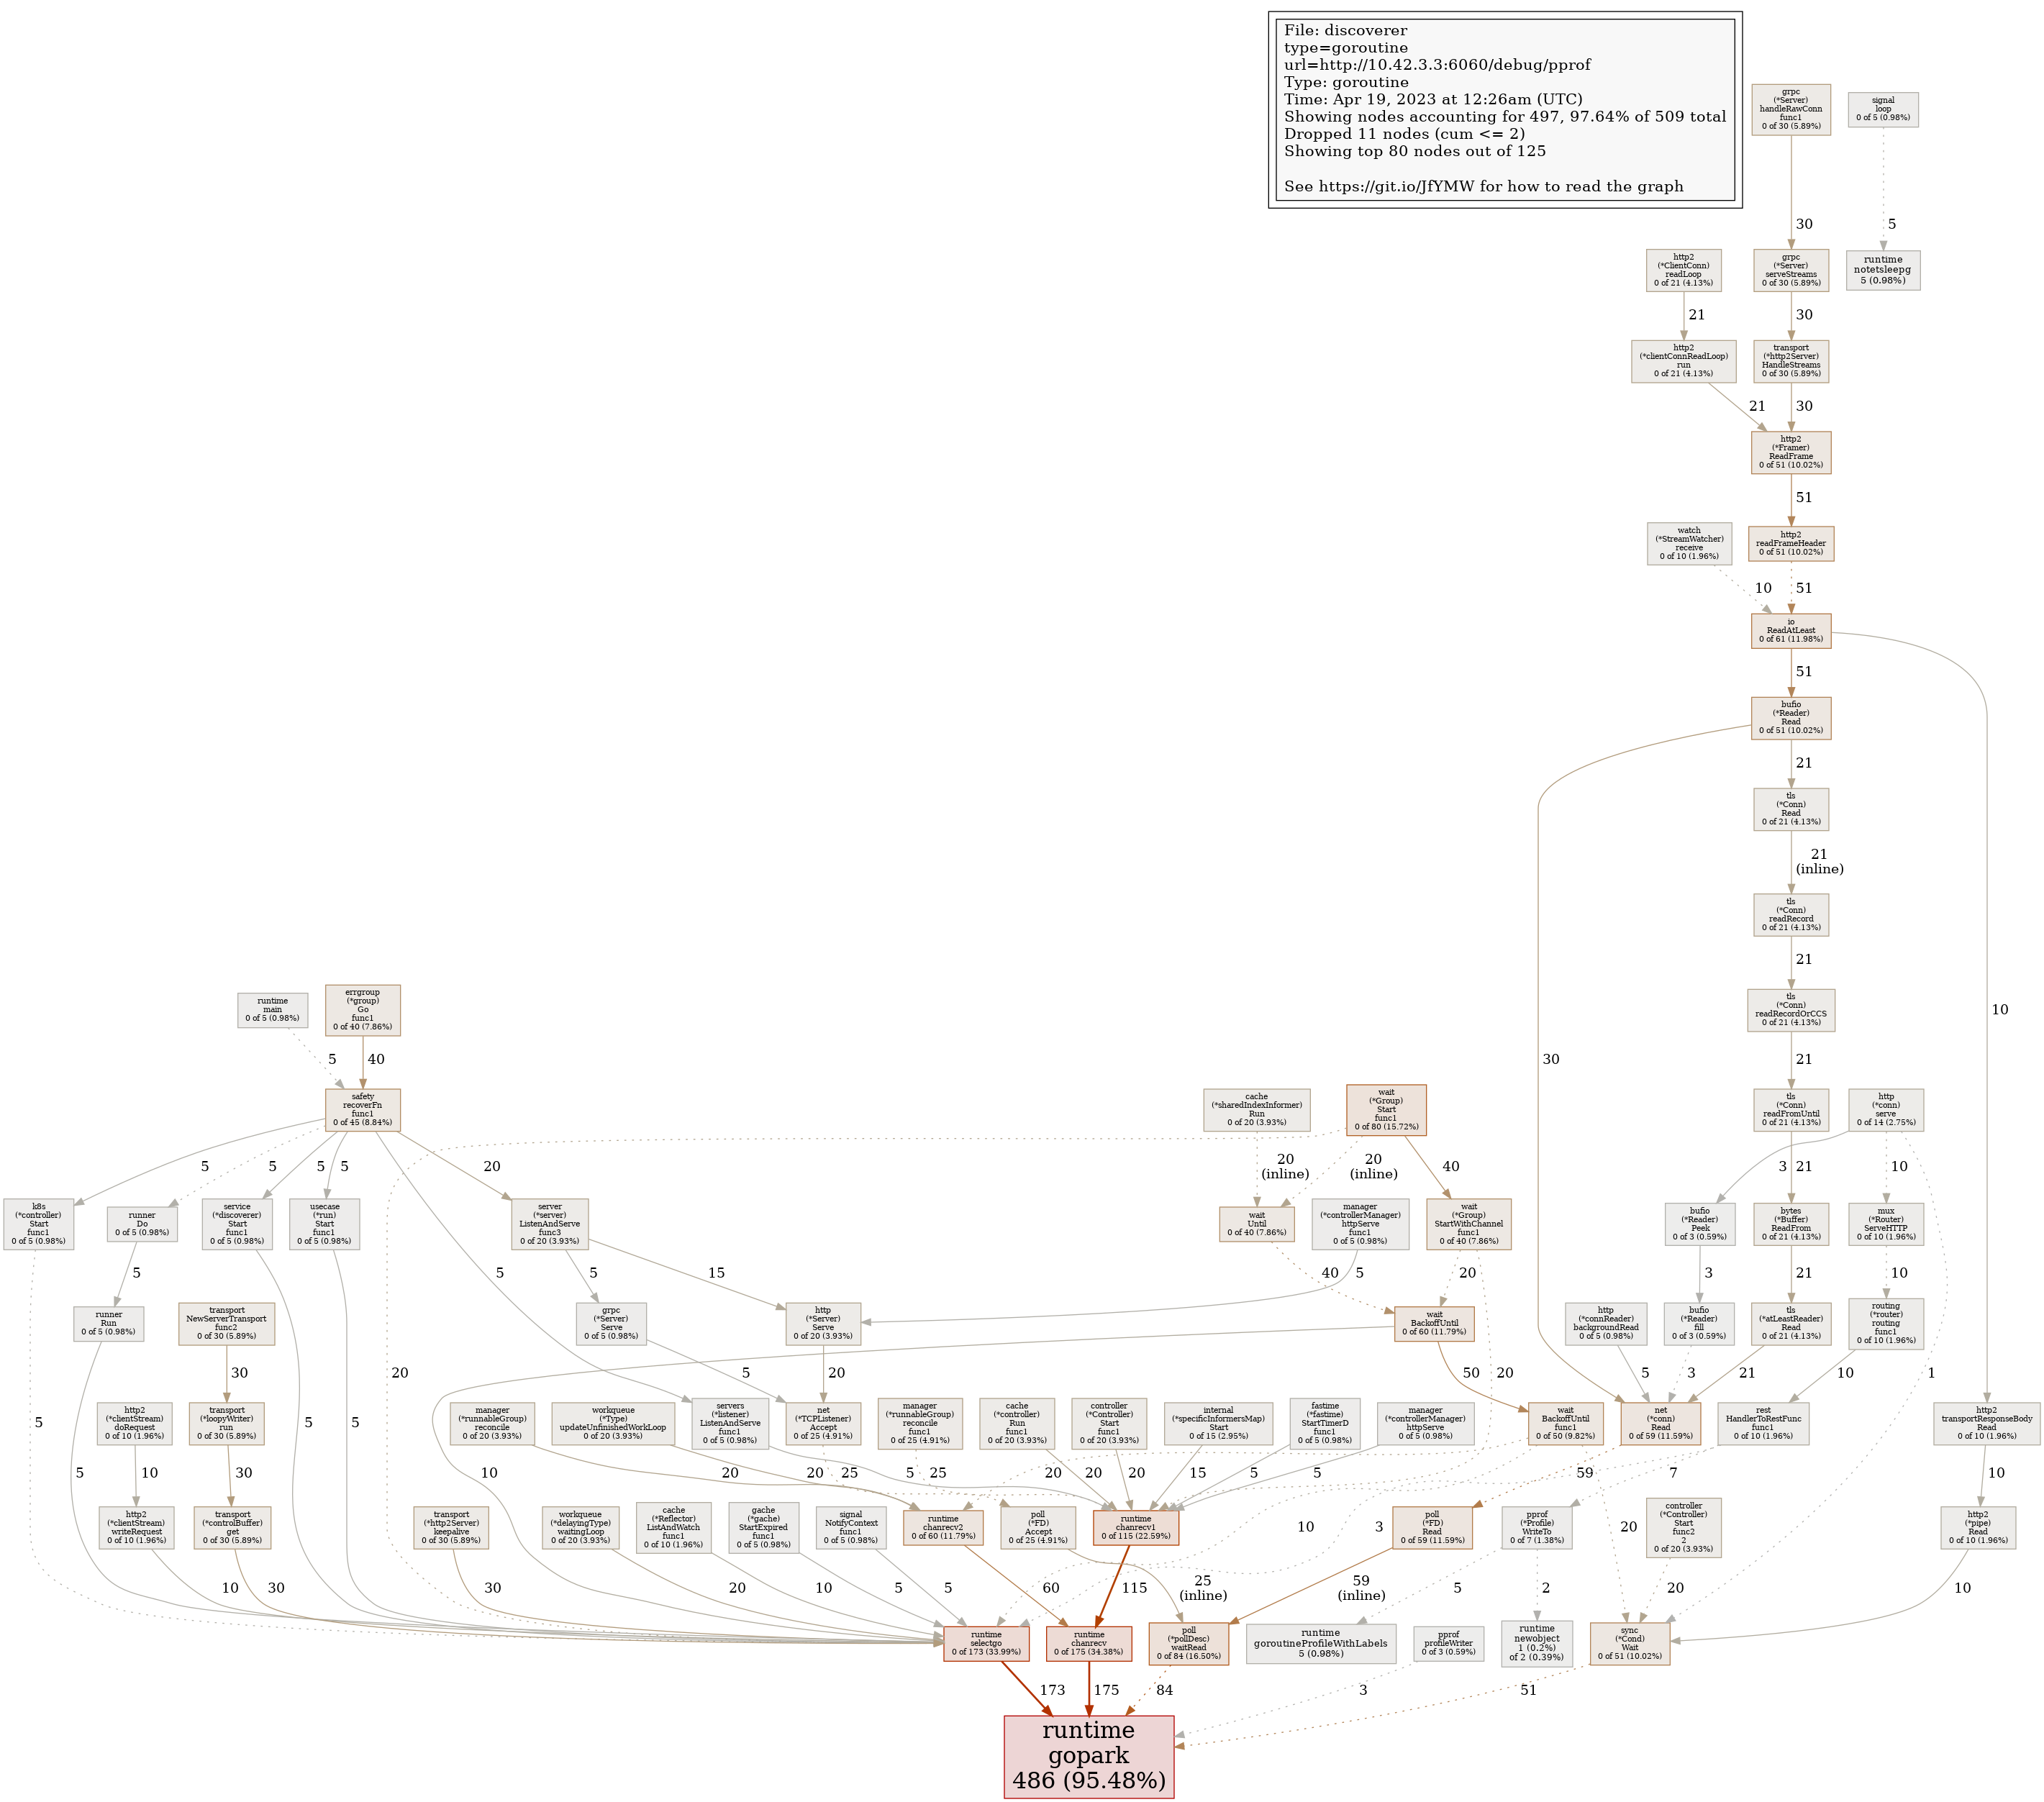 File: discoverer
type=goroutine
url=http://10.42.3.3:6060/debug/pprof
Type: goroutine
Time: Apr 19, 2023 at 12:26am (UTC)
Showing nodes accounting for 497, 97.64% of 509 total
Dropped 11 nodes (cum <= 2)
Showing top 80 nodes out of 125
See https://git.io/JfYMW for how to read the graph
grpc
(*Server)
handleRawConn
func1
0 of 30 (5.89%)
signal
loop
0 of 5 (0.98%)
30
5
http2
(*ClientConn)
readLoop
0 of 21 (4.13%)
grpc
(*Server)
serveStreams
0 of 30 (5.89%)
runtime
notetsleepg
5 (0.98%)
21
30
http2
(*clientConnReadLoop)
run
0 of 21 (4.13%)
transport
(*http2Server)
HandleStreams
0 of 30 (5.89%)
21
30
http2
(*Framer)
ReadFrame
0 of 51 (10.02%)
51
watch
(*StreamWatcher)
receive
0 of 10 (1.96%)
http2
readFrameHeader
0 of 51 (10.02%)
10
51
io
ReadAtLeast
0 of 61 (11.98%)
51
10
bufio
(*Reader)
Read
0 of 51 (10.02%)
30
21
tls
(*Conn)
Read
0 of 21 (4.13%)
21
(inline)
tls
(*Conn)
readRecord
0 of 21 (4.13%)
21
runtime
main
0 of 5 (0.98%)
errgroup
(*group)
Go
func1
0 of 40 (7.86%)
tls
(*Conn)
readRecordOrCCS
0 of 21 (4.13%)
5
40
21
safety
recoverFn
func1
0 of 45 (8.84%)
cache
(*sharedIndexInformer)
Run
0 of 20 (3.93%)
wait
(*Group)
Start
func1
0 of 80 (15.72%)
tls
(*Conn)
readFromUntil
0 of 21 (4.13%)
http
(*conn)
serve
0 of 14 (2.75%)
5
5
5
5
5
20
20
20
(inline)
20
(inline)
40
3
21
10
1
k8s
(*controller)
Start
func1
0 of 5 (0.98%)
runner
Do
0 of 5 (0.98%)
service
(*discoverer)
Start
func1
0 of 5 (0.98%)
usecase
(*run)
Start
func1
0 of 5 (0.98%)
server
(*server)
ListenAndServe
func3
0 of 20 (3.93%)
wait
Until
0 of 40 (7.86%)
manager
(*controllerManager)
httpServe
func1
0 of 5 (0.98%)
wait
(*Group)
StartWithChannel
func1
0 of 40 (7.86%)
bufio
(*Reader)
Peek
0 of 3 (0.59%)
bytes
(*Buffer)
ReadFrom
0 of 21 (4.13%)
mux
(*Router)
ServeHTTP
0 of 10 (1.96%)
5
5
5
5
5
15
40
5
20
20
3
21
10
runner
Run
0 of 5 (0.98%)
transport
NewServerTransport
func2
0 of 30 (5.89%)
grpc
(*Server)
Serve
0 of 5 (0.98%)
http
(*Server)
Serve
0 of 20 (3.93%)
wait
BackoffUntil
0 of 60 (11.79%)
http
(*connReader)
backgroundRead
0 of 5 (0.98%)
bufio
(*Reader)
fill
0 of 3 (0.59%)
tls
(*atLeastReader)
Read
0 of 21 (4.13%)
routing
(*router)
routing
func1
0 of 10 (1.96%)
5
30
5
20
10
50
5
3
21
10
http2
(*clientStream)
doRequest
0 of 10 (1.96%)
transport
(*loopyWriter)
run
0 of 30 (5.89%)
manager
(*runnableGroup)
reconcile
0 of 20 (3.93%)
workqueue
(*Type)
updateUnfinishedWorkLoop
0 of 20 (3.93%)
servers
(*listener)
ListenAndServe
func1
0 of 5 (0.98%)
net
(*TCPListener)
Accept
0 of 25 (4.91%)
manager
(*runnableGroup)
reconcile
func1
0 of 25 (4.91%)
cache
(*controller)
Run
func1
0 of 20 (3.93%)
controller
(*Controller)
Start
func1
0 of 20 (3.93%)
internal
(*specificInformersMap)
Start
0 of 15 (2.95%)
fastime
(*fastime)
StartTimerD
func1
0 of 5 (0.98%)
manager
(*controllerManager)
httpServe
0 of 5 (0.98%)
wait
BackoffUntil
func1
0 of 50 (9.82%)
net
(*conn)
Read
0 of 59 (11.59%)
rest
HandlerToRestFunc
func1
0 of 10 (1.96%)
http2
transportResponseBody
Read
0 of 10 (1.96%)
10
30
20
20
25
5
25
20
20
15
5
5
20
10
3
20
59
7
10
http2
(*clientStream)
writeRequest
0 of 10 (1.96%)
transport
(*controlBuffer)
get
0 of 30 (5.89%)
transport
(*http2Server)
keepalive
0 of 30 (5.89%)
workqueue
(*delayingType)
waitingLoop
0 of 20 (3.93%)
cache
(*Reflector)
ListAndWatch
func1
0 of 10 (1.96%)
gache
(*gache)
StartExpired
func1
0 of 5 (0.98%)
signal
NotifyContext
func1
0 of 5 (0.98%)
runtime
chanrecv2
0 of 60 (11.79%)
poll
(*FD)
Accept
0 of 25 (4.91%)
runtime
chanrecv1
0 of 115 (22.59%)
poll
(*FD)
Read
0 of 59 (11.59%)
pprof
(*Profile)
WriteTo
0 of 7 (1.38%)
controller
(*Controller)
Start
func2
2
0 of 20 (3.93%)
http2
(*pipe)
Read
0 of 10 (1.96%)
10
30
30
20
10
5
5
60
115
25
(inline)
59
(inline)
5
2
20
10
runtime
selectgo
0 of 173 (33.99%)
runtime
chanrecv
0 of 175 (34.38%)
poll
(*pollDesc)
waitRead
0 of 84 (16.50%)
runtime
goroutineProfileWithLabels
5 (0.98%)
pprof
profileWriter
0 of 3 (0.59%)
runtime
newobject
1 (0.2%)
of 2 (0.39%)
sync
(*Cond)
Wait
0 of 51 (10.02%)
173
175
84
3
51
runtime
gopark
486 (95.48%)